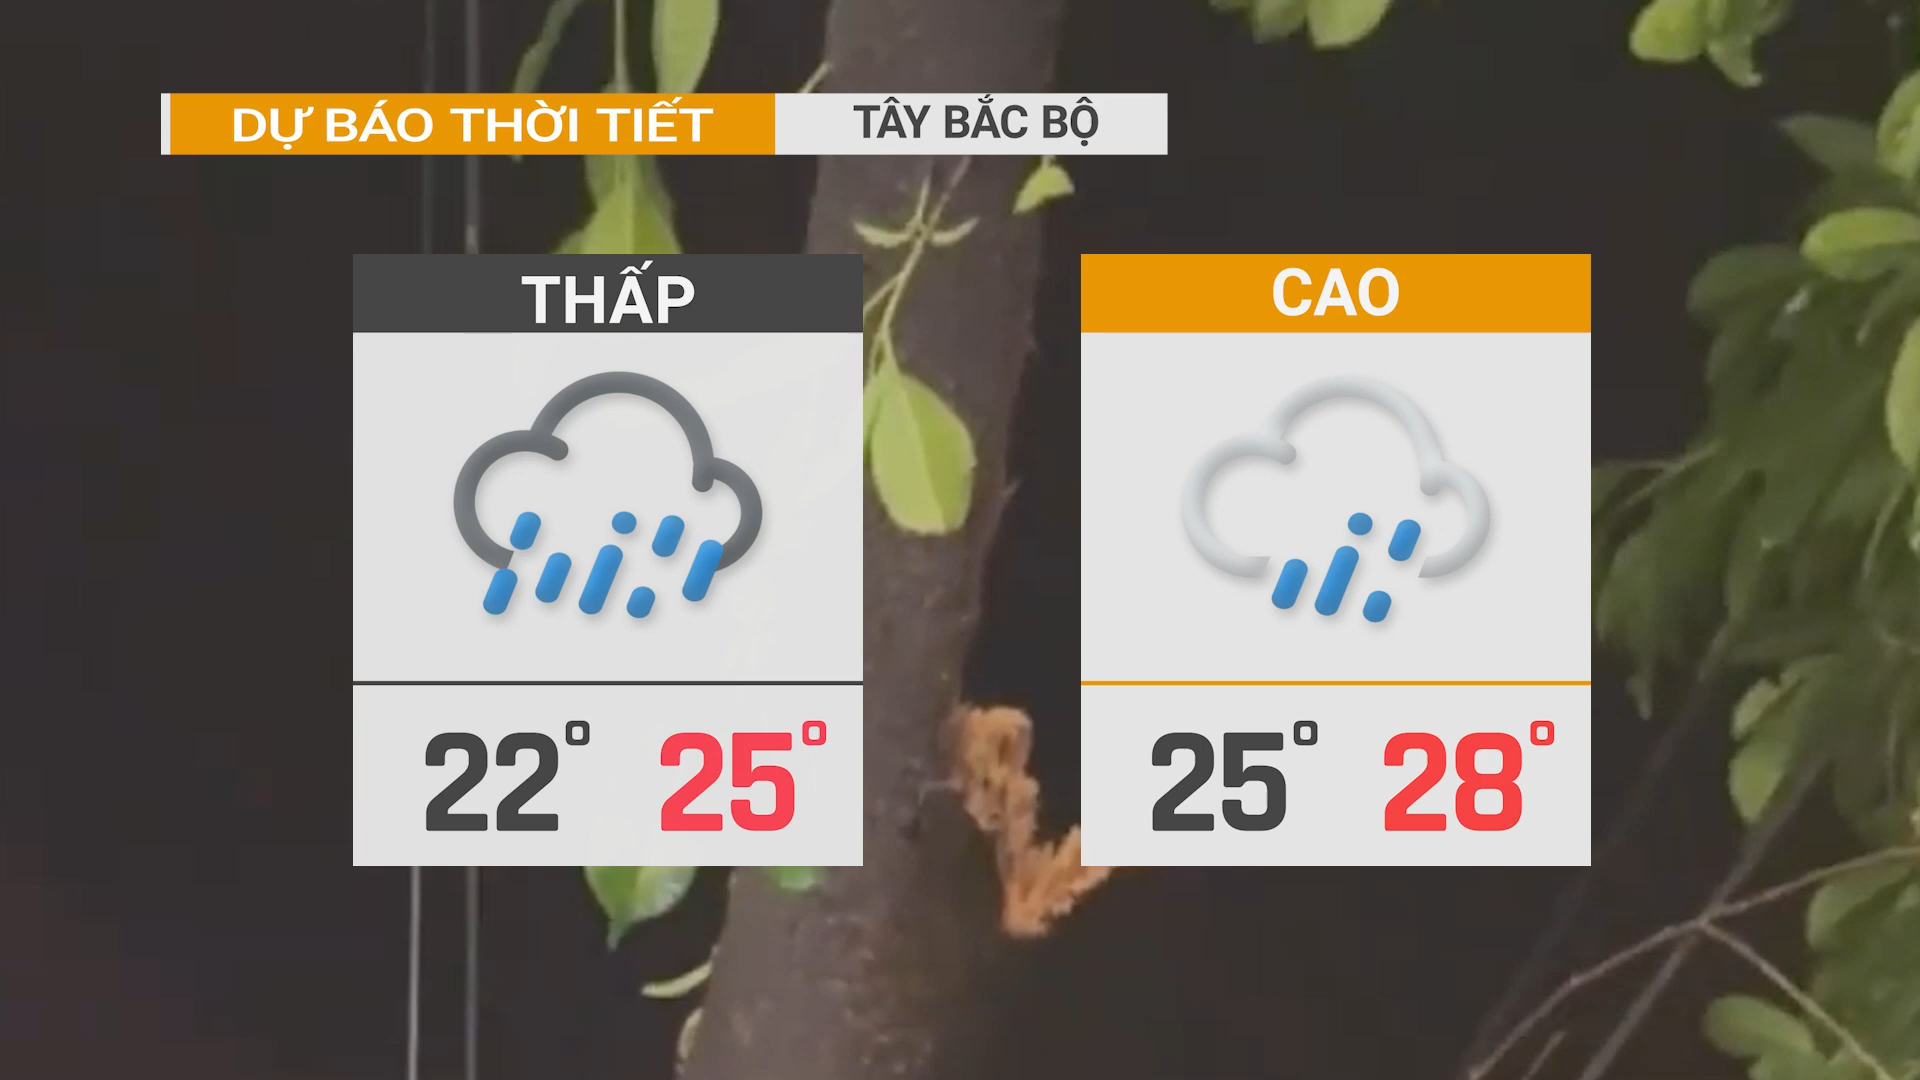 DỰ BÁO THỜI TIẾT
TÂY BẮC BỘ
THẤP
22° 25°
CAO
25° 28°